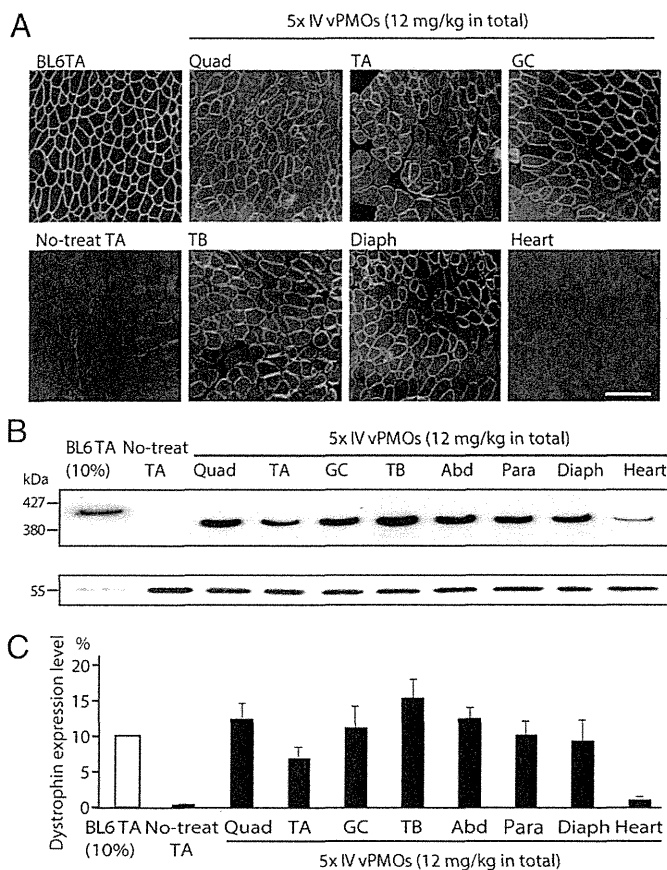 A
5x IV vPMOs (12 mg/kg in total)
BL6TA Quad TA GC
No-treat TA TB Diaph Heart
B
5x IV vPMOs (12 mg/kg in total)
BL6 TA No-treat
(10%) TA Quad TA GC TB Abd Para Diaph Heart
kDa
427
380
55
C
%
Dystrophin expression level
20
15
10
5
0
BL6 TA No-treat Quad TA GC TB Abd Para Diaph Heart
(10%) TA
5x IV vPMOs (12 mg/kg in total)